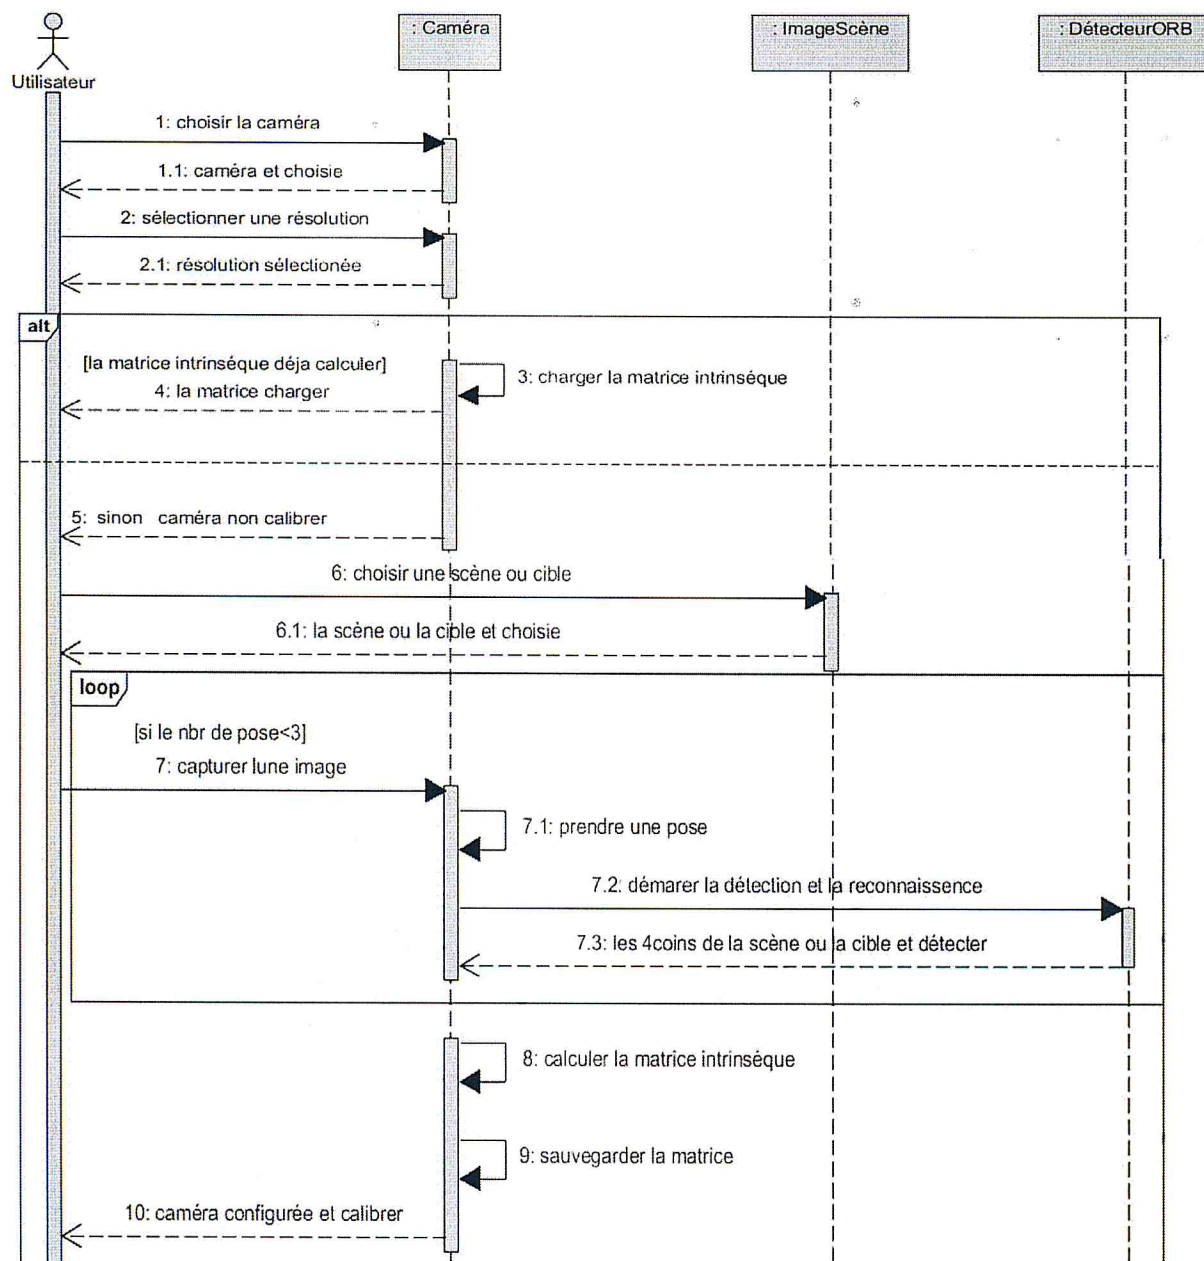 : Caméra
: ImageScène
: DétecteurORB
Utilisateur
1: choisir la caméra
1.1: caméra et choisie
2: sélectionner une résolution
2.1: résolution sélectionée
alt
[la matrice intrinséque déja calculer]
3: charger la matrice intrinséque
4: la matrice charger
5: sinon caméra non calibrer
6: choisir une scène ou cible
6.1: la scène ou la cible et choisie
loop
[si le nbr de pose<3]
7: capturer lune image
7.1: prendre une pose
7.2: démarer la détection et la reconnaissence
7.3: les 4coins de la scène ou la cible et détecter
8: calculer la matrice intrinséque
9: sauvegarder la matrice
10: caméra configurée et calibrer